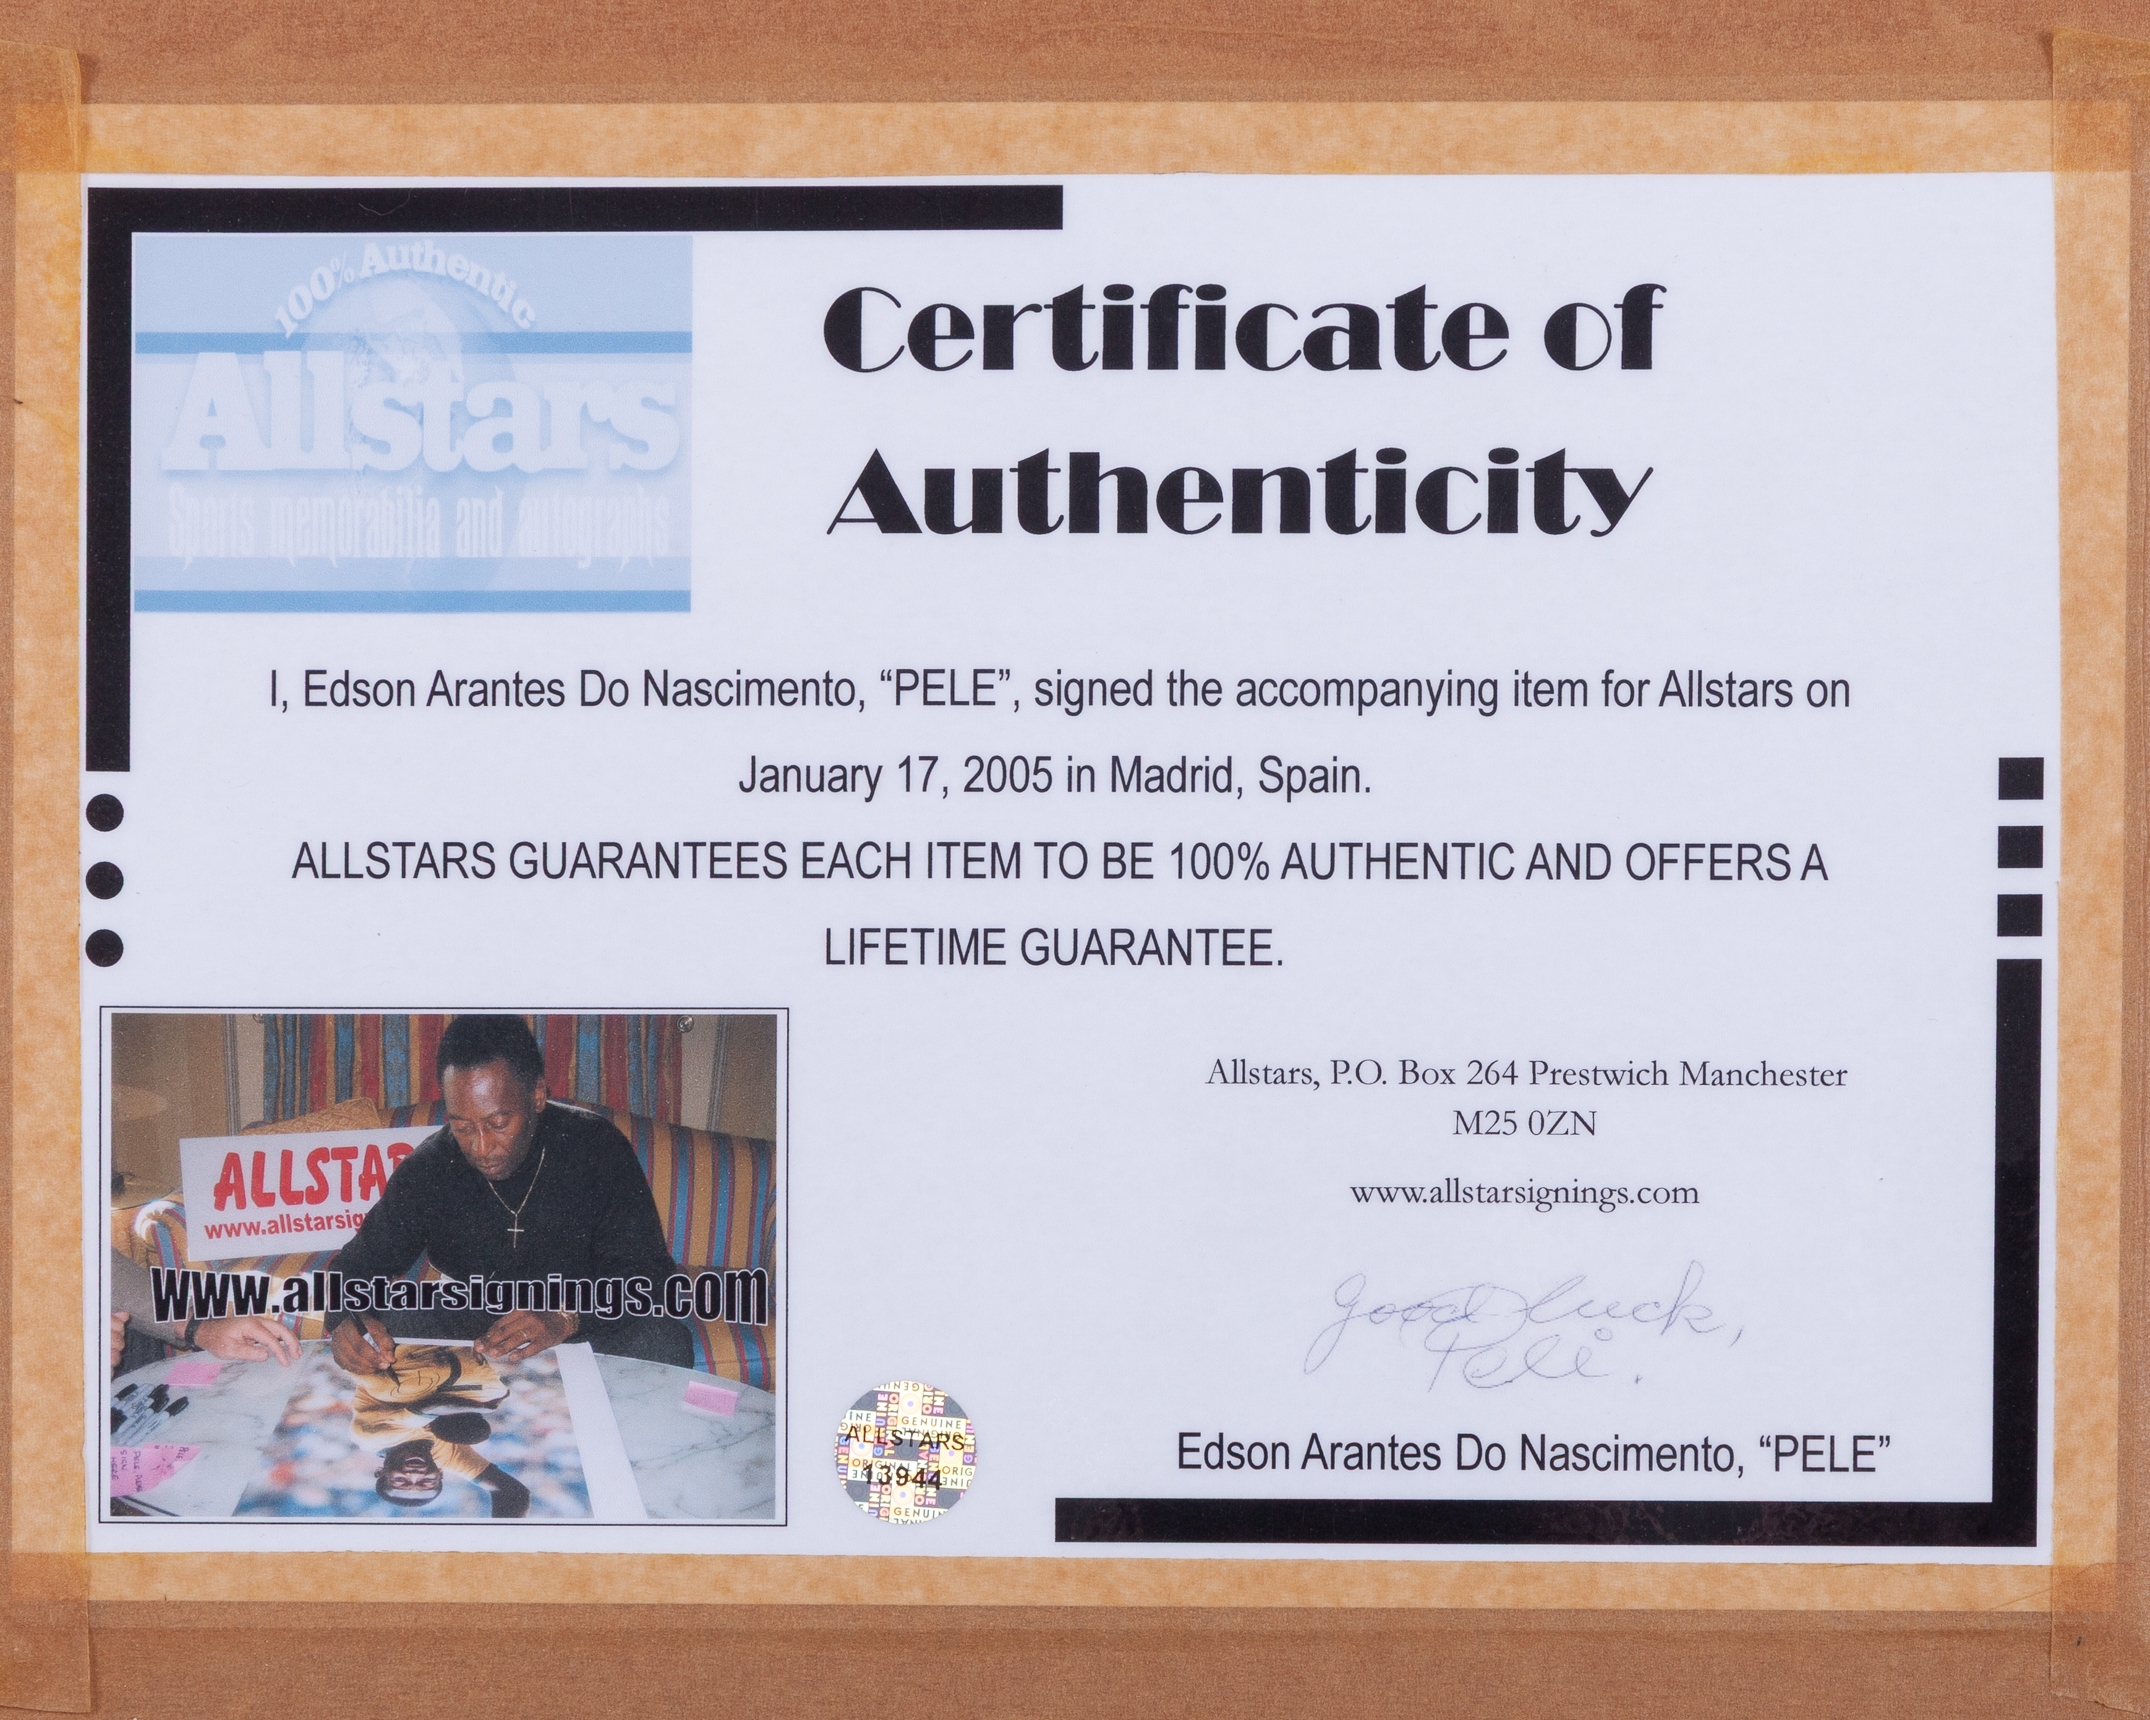 100% Authentic
Allstars
Sports memorabilia and autographs
Certificate of
Authenticity
I, Edson Arantes Do Nascimento, “PELE”, signed the accompanying item for Allstars on
January 17, 2005 in Madrid, Spain.
ALLSTARS GUARANTEES EACH ITEM TO BE 100% AUTHENTIC AND OFFERS A
LIFETIME GUARANTEE.
ALLSTAR
www.allstarsig
Www.allstarsignings.com
Allstars, P.O. Box 264 Prestwich Manchester
M25 0ZN
www.allstarsignings.com
Good luck,
Pelé.
Edson Arantes Do Nascimento, “PELE”
GENUINE
ALLSTARS
13944